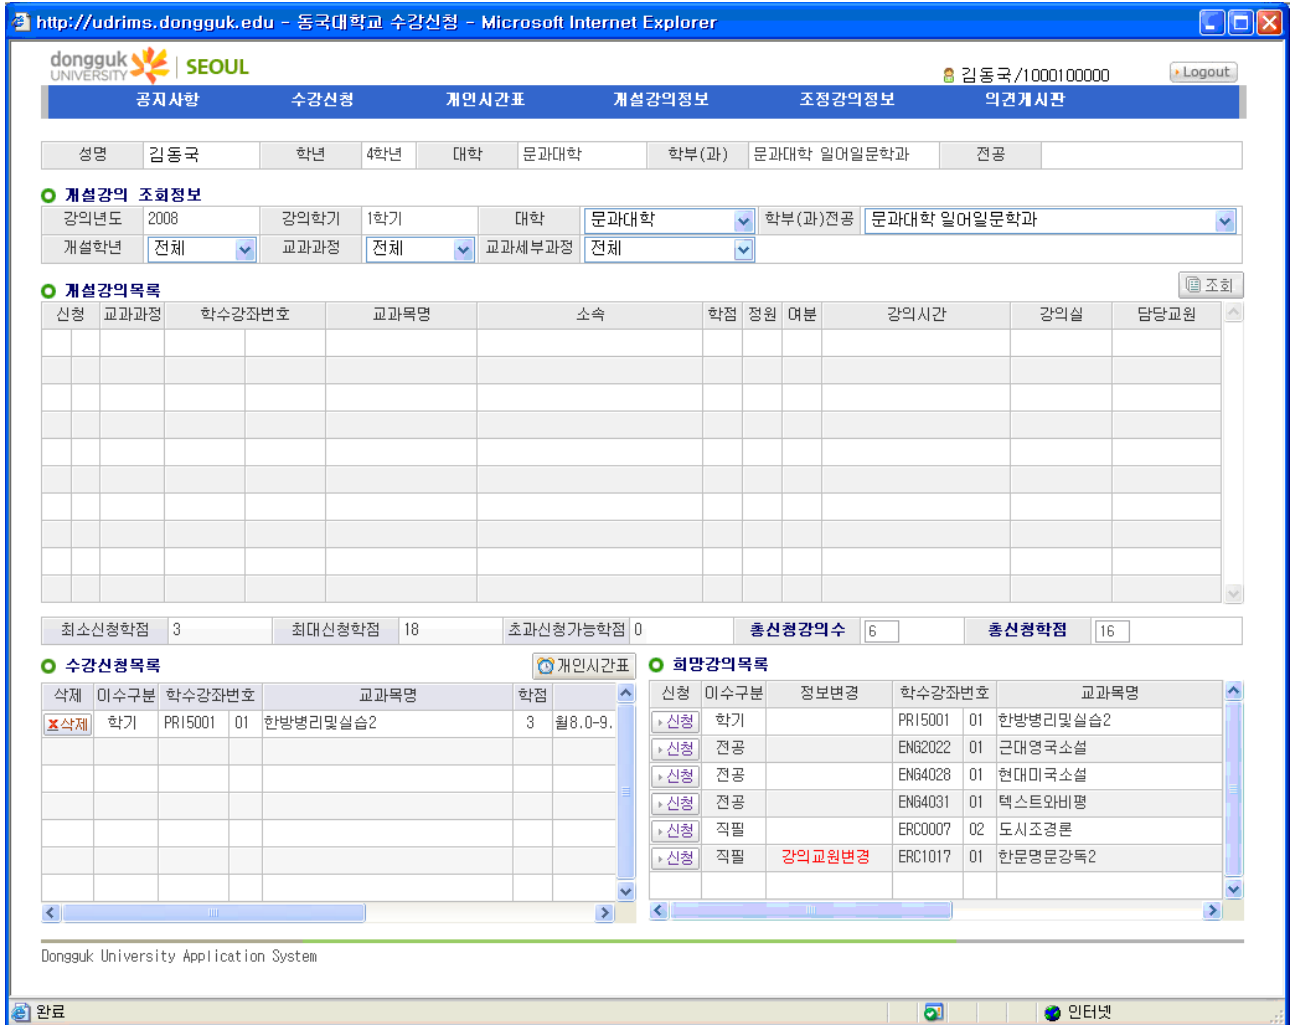 http://udrims.dongguk.edu - 동국대학교 수강신청 - Microsoft Internet Explorer
dongguk UNIVERSITY SEOUL
김동국/1000100000 Logout
공지사항 수강신청 개인시간표 개설강의정보 조정강의정보 의견게시판
성명 김동국 학년 4학년 대학 문과대학 학부(과) 문과대학 일어일문학과 전공
개설강의 조회정보
강의년도 2008 강의학기 1학기 대학 문과대학 학부(과)전공 문과대학 일어일문학과
개설학년 전체 교과과정 전체 교과세부과정 전체
개설강의목록 조회
신청 교과과정 학수강좌번호 교과목명 소속 학점 정원 여분 강의시간 강의실 담당교원
최소신청학점 3 최대신청학점 18 초과신청가능학점 0 총신청강의수 6 총신청학점 16
수강신청목록 개인시간표
삭제 이수구분 학수강좌번호 교과목명 학점
삭제 학기 PRI5001 01 한방병리및실습2 3 월8.0-9.
희망강의목록
신청 이수구분 정보변경 학수강좌번호 교과목명
신청 학기 PRI5001 01 한방병리및실습2
신청 전공 ENG2022 01 근대영국소설
신청 전공 ENG4028 01 현대미국소설
신청 전공 ENG4031 01 텍스트와비평
신청 직필 ERC0007 02 도시조경론
신청 직필 강의교원변경 ERC1017 01 한문명문강독2
Dongguk University Application System
완료 인터넷